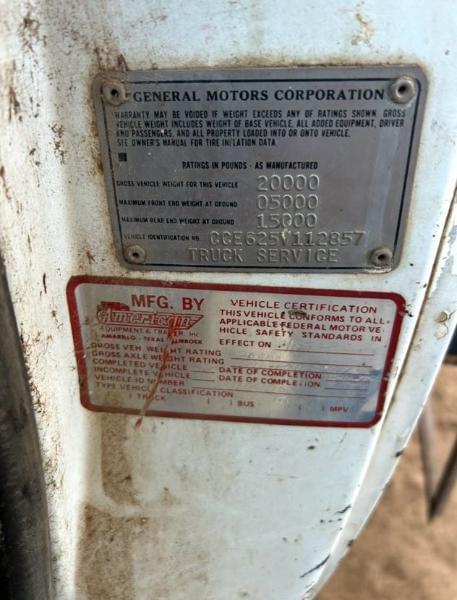 GENERAL MOTORS CORPORATION
WARRANTY MAY BE VOIDED IF WEIGHT EXCEEDS ANY OF RATINGS SHOWN. GROSS
VEHICLE WEIGHT INCLUDES WEIGHT OF BASE VEHICLE, ALL ADDED EQUIPMENT, DRIVER
AND PASSENGERS, AND ALL PROPERTY LOADED INTO OR ONTO VEHICLE.
SEE OWNER'S MANUAL FOR TIRE INFLATION DATA.
RATINGS IN POUNDS - AS MANUFACTURED
GROSS VEHICLE WEIGHT FOR THIS VEHICLE 20000
MAXIMUM FRONT END WEIGHT AT GROUND 05000
MAXIMUM REAR END WEIGHT AT GROUND 15000
VEHICLE IDENTIFICATION NO. CCE625V112857
TRUCK SERVICE
MFG. BY
EQUIPMENT & TRAILER, Inc.
AMARILLO - TEXAS - LUBBOCK
VEHICLE CERTIFICATION
THIS VEHICLE CONFORMS TO ALL
APPLICABLE FEDERAL MOTOR VE-
HICLE SAFETY STANDARDS IN
EFFECT ON
GROSS VEH WEIGHT RATING
GROSS AXLE WEIGHT RATING
COMPLETED VEHICLE DATE OF COMPLETION
INCOMPLETE VEHICLE DATE OF COMPLETION
VEHICLE ID NUMBER
TYPE VEHICLE CLASSIFICATION
( ) TRUCK ( ) BUS ( ) MPV